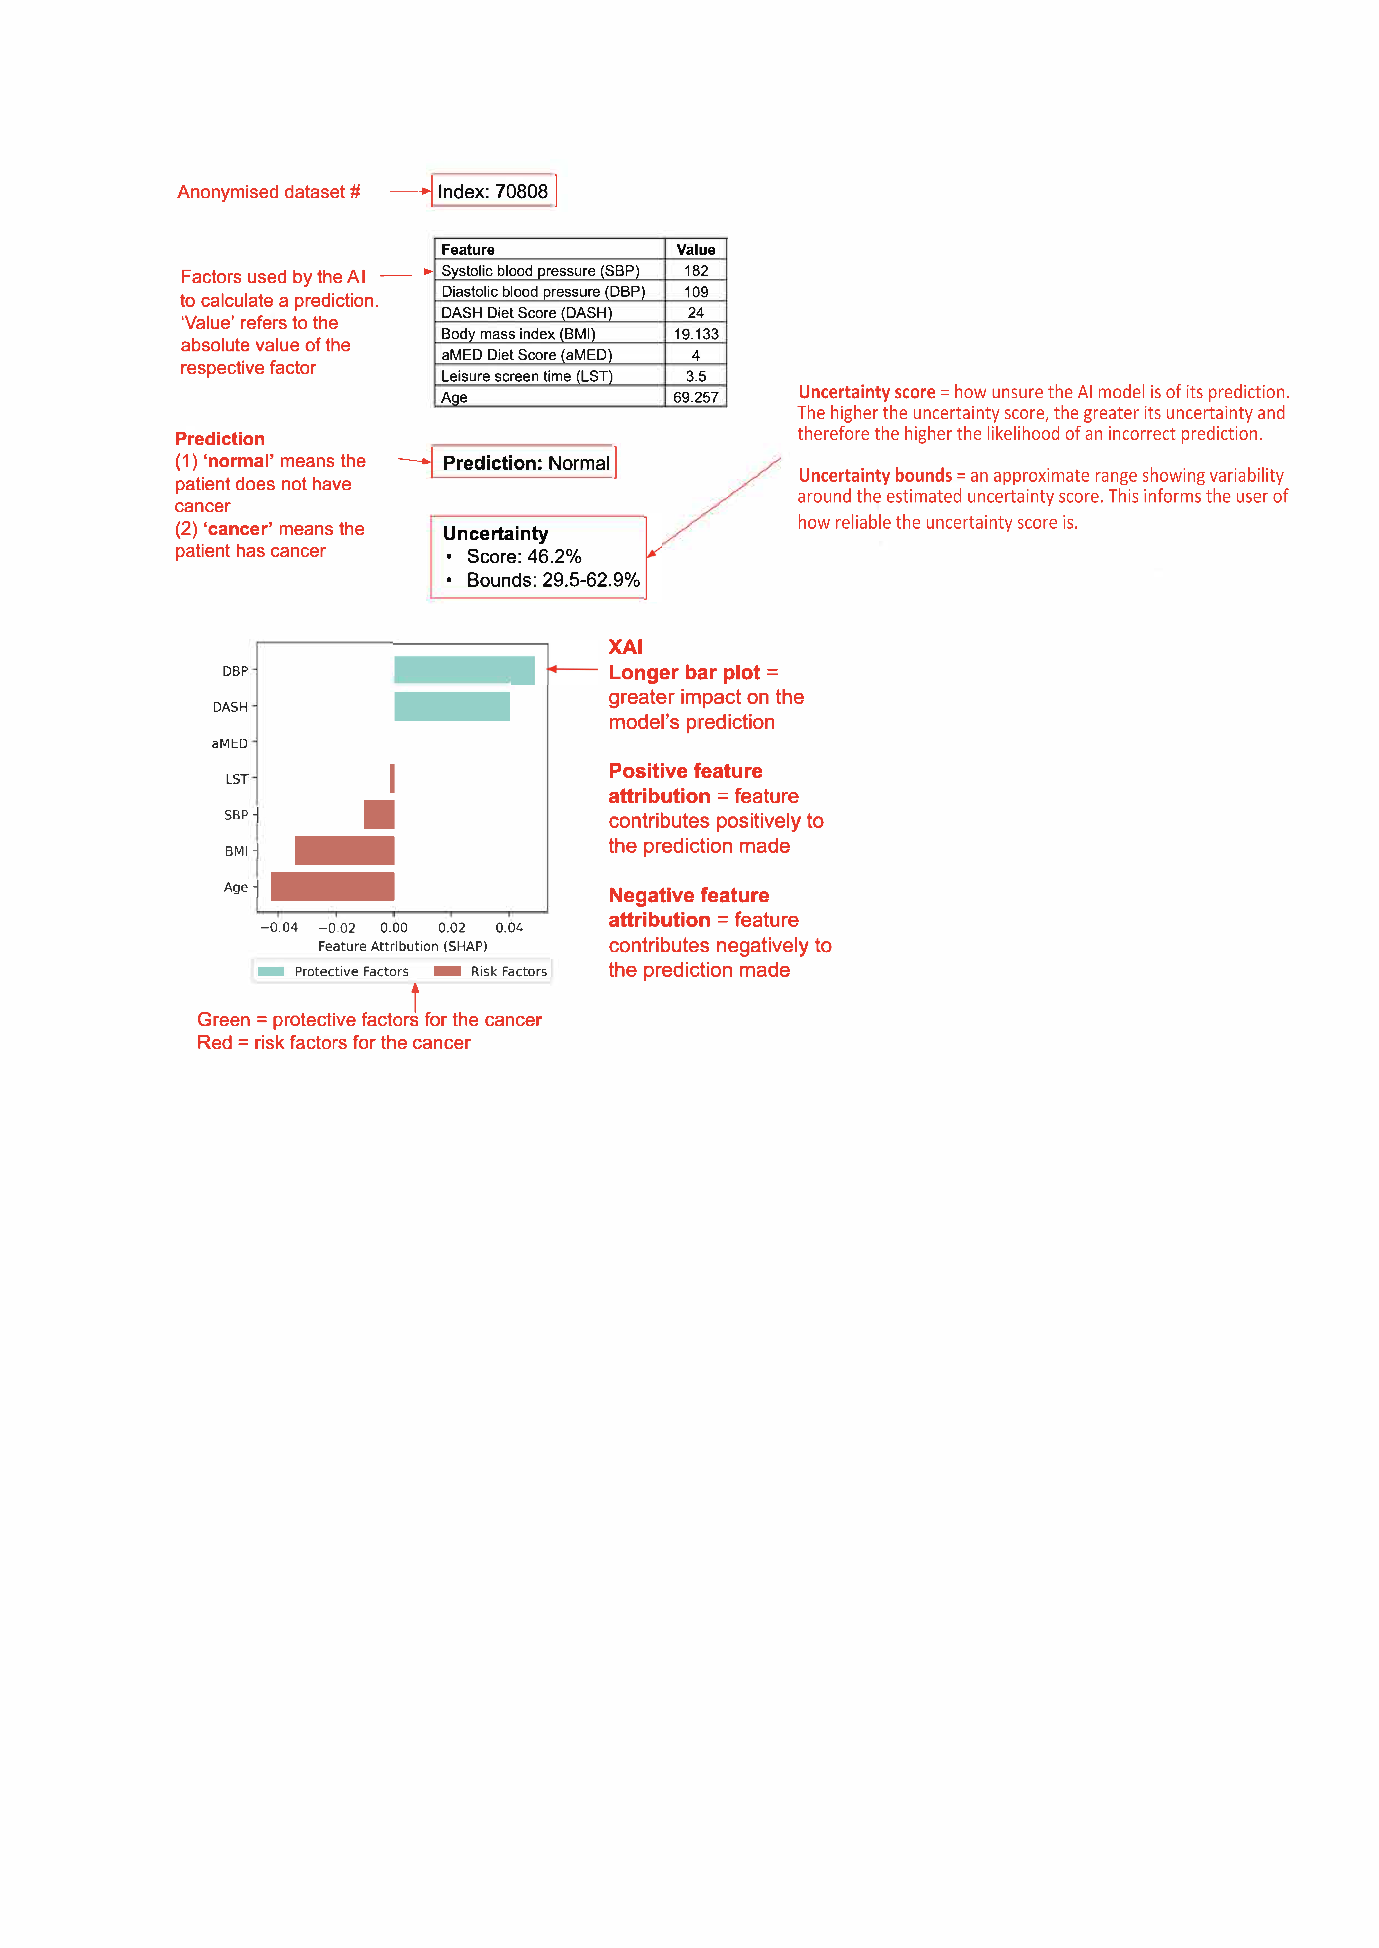 Anonymised dataset #
Index: 70808
Feature Value
Systolic blood pressure (SBP) 182
Diastolic blood pressure (DBP) 109
DASH Diet Score (DASH) 24
Body mass index (BMI) 19.133
aMED Diet Score (aMED) 4
Leisure screen time (LST) 3.5
Age 69.257
Factors used by the AI
to calculate a prediction.
'Value' refers to the
absolute value of the
respective factor
Uncertainty score = how unsure the AI model is of its prediction.
The higher the uncertainty score, the greater its uncertainty and
therefore the higher the likelihood of an incorrect prediction.
Uncertainty bounds = an approximate range showing variability
around the estimated uncertainty score. This informs the user of
how reliable the uncertainty score is.
Prediction
(1) 'normal' means the
patient does not have
cancer
(2) 'cancer' means the
patient has cancer
Prediction: Normal
Uncertainty
• Score: 46.2%
• Bounds: 29.5-62.9%
DBP
DASH
aMED
LST
SBP
BMI
Age
−0.04 −0.02 0.00 0.02 0.04
Feature Attribution (SHAP)
Protective Factors Risk Factors
XAI
Longer bar plot =
greater impact on the
model's prediction
Positive feature
attribution = feature
contributes positively to
the prediction made
Negative feature
attribution = feature
contributes negatively to
the prediction made
Green = protective factors for the cancer
Red = risk factors for the cancer